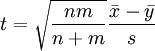 t = \sqrt{\frac{nm}{n+m}} \frac{\bar{x} - \bar{y}}{s}